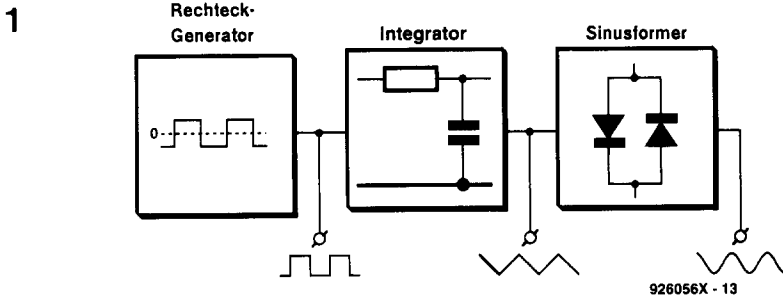 1
Rechteck-
Generator
Integrator
Sinusformer
0
926056X - 13